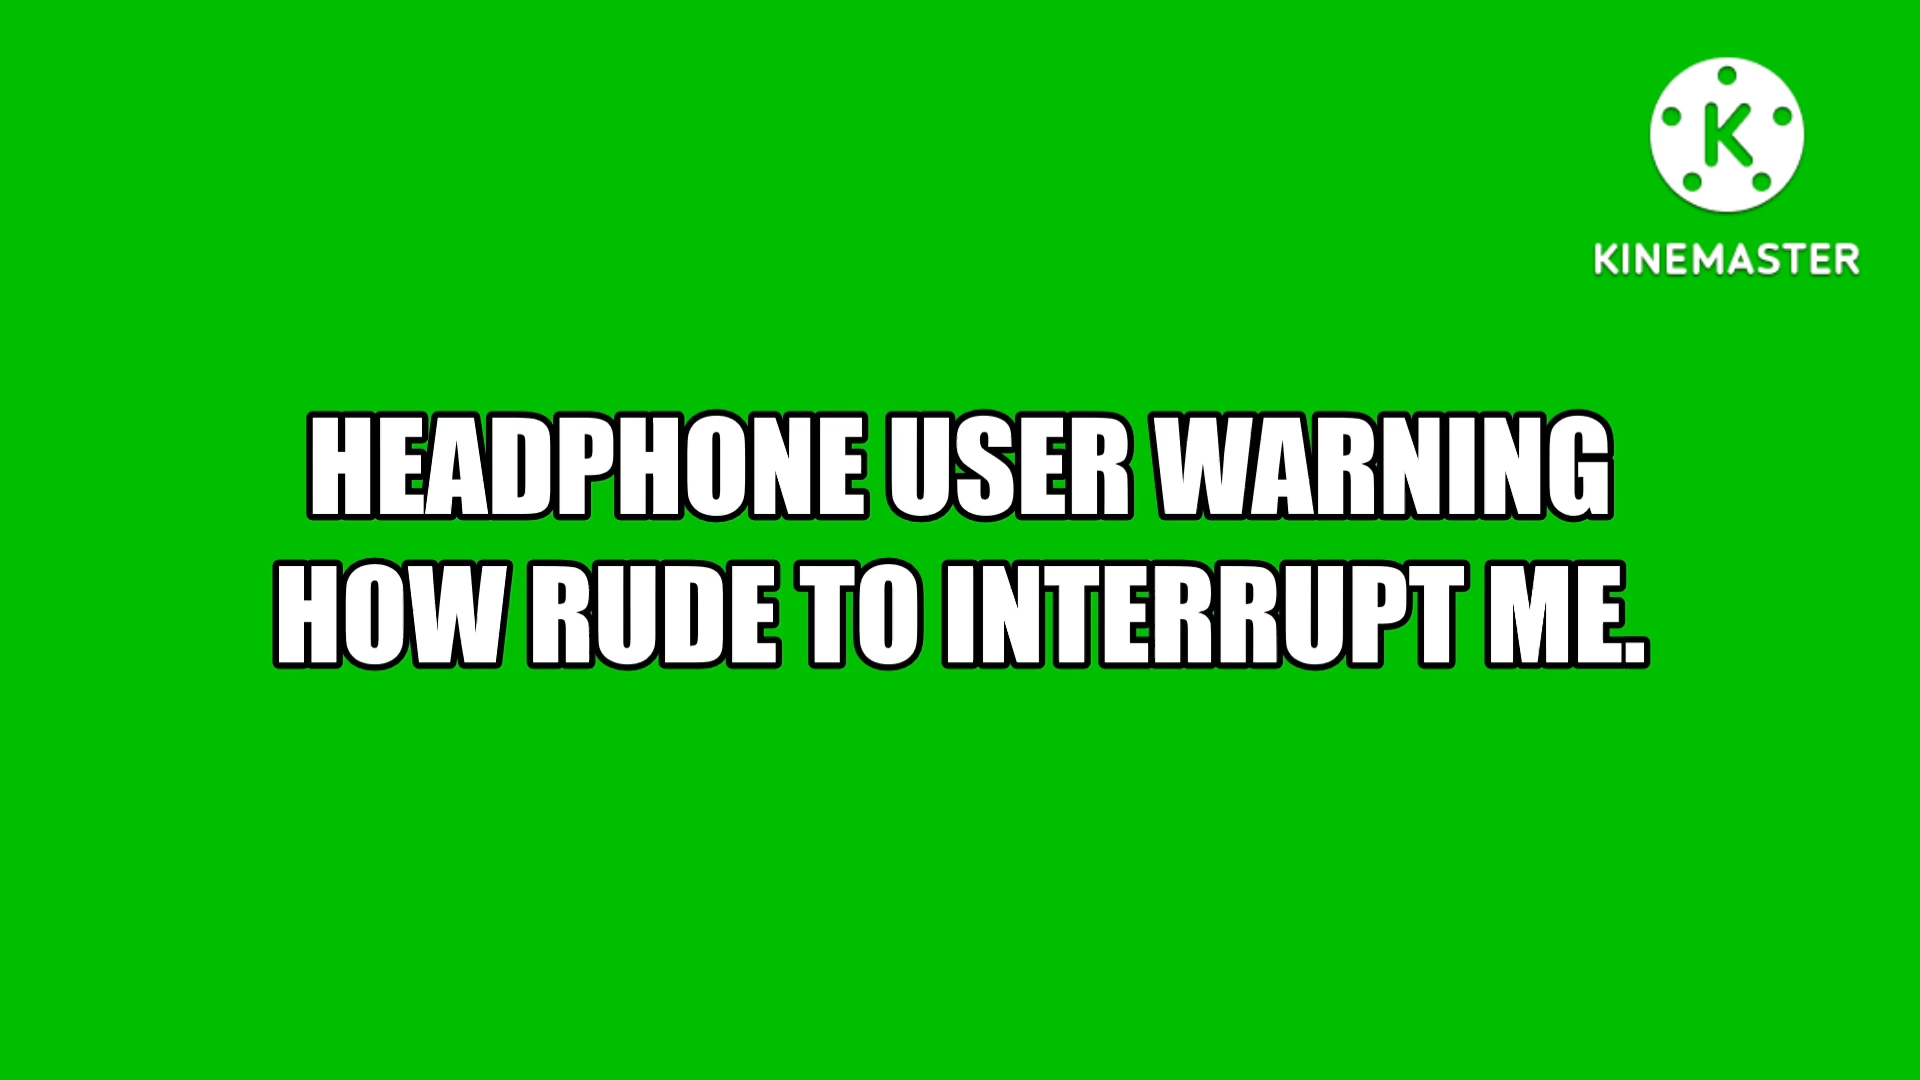 K
KINEMASTER
HEADPHONE USER WARNING
HOW RUDE TO INTERRUPT ME.